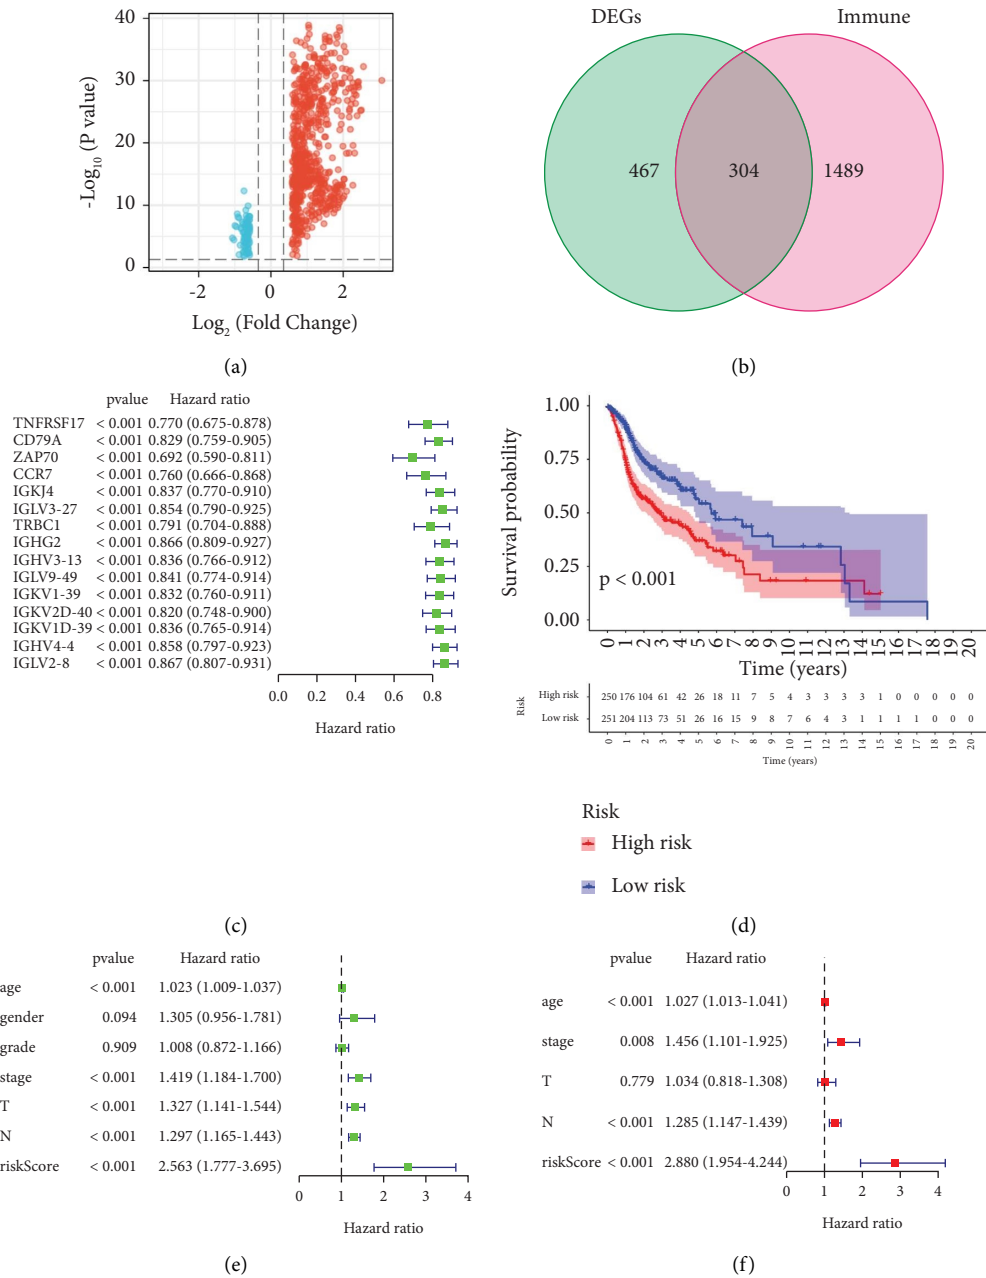 40
30
20
10
0
-Log10 (P value)
-2 0 2
Log2 (Fold Change)
(a)
DEGs Immune
467 304 1489
(b)
pvalue Hazard ratio
TNFRSF17 < 0.001 0.770 (0.675-0.878)
CD79A < 0.001 0.829 (0.759-0.905)
ZAP70 < 0.001 0.692 (0.590-0.811)
CCR7 < 0.001 0.760 (0.666-0.868)
IGKJ4 < 0.001 0.837 (0.770-0.910)
IGLV3-27 < 0.001 0.854 (0.790-0.925)
TRBC1 < 0.001 0.791 (0.704-0.888)
IGHG2 < 0.001 0.866 (0.809-0.927)
IGHV3-13 < 0.001 0.836 (0.766-0.912)
IGLV9-49 < 0.001 0.841 (0.774-0.914)
IGKV1-39 < 0.001 0.832 (0.760-0.911)
IGKV2D-40 < 0.001 0.820 (0.748-0.900)
IGKV1D-39 < 0.001 0.836 (0.765-0.914)
IGHV4-4 < 0.001 0.858 (0.797-0.923)
IGLV2-8 < 0.001 0.867 (0.807-0.931)
0.0 0.2 0.4 0.6 0.8
Hazard ratio
(c)
1.00
0.75
0.50
0.25
0.00
Survival probability
p < 0.001
0 1 2 3 4 5 6 7 8 9 10 11 12 13 14 15 16 17 18 19 20
Time (years)
Risk
High risk 250 176 104 61 42 26 18 11 7 5 4 3 3 3 3 1 0 0 0 0 0
Low risk 251 204 113 73 51 26 16 15 9 8 7 6 4 3 1 1 1 1 0 0 0
0 1 2 3 4 5 6 7 8 9 10 11 12 13 14 15 16 17 18 19 20
Time (years)
Risk
High risk
Low risk
(d)
pvalue Hazard ratio
age < 0.001 1.023 (1.009-1.037)
gender 0.094 1.305 (0.956-1.781)
grade 0.909 1.008 (0.872-1.166)
stage < 0.001 1.419 (1.184-1.700)
T < 0.001 1.327 (1.141-1.544)
N < 0.001 1.297 (1.165-1.443)
riskScore < 0.001 2.563 (1.777-3.695)
0 1 2 3 4
Hazard ratio
(e)
pvalue Hazard ratio
age < 0.001 1.027 (1.013-1.041)
stage 0.008 1.456 (1.101-1.925)
T 0.779 1.034 (0.818-1.308)
N < 0.001 1.285 (1.147-1.439)
riskScore < 0.001 2.880 (1.954-4.244)
0 1 2 3 4
Hazard ratio
(f)